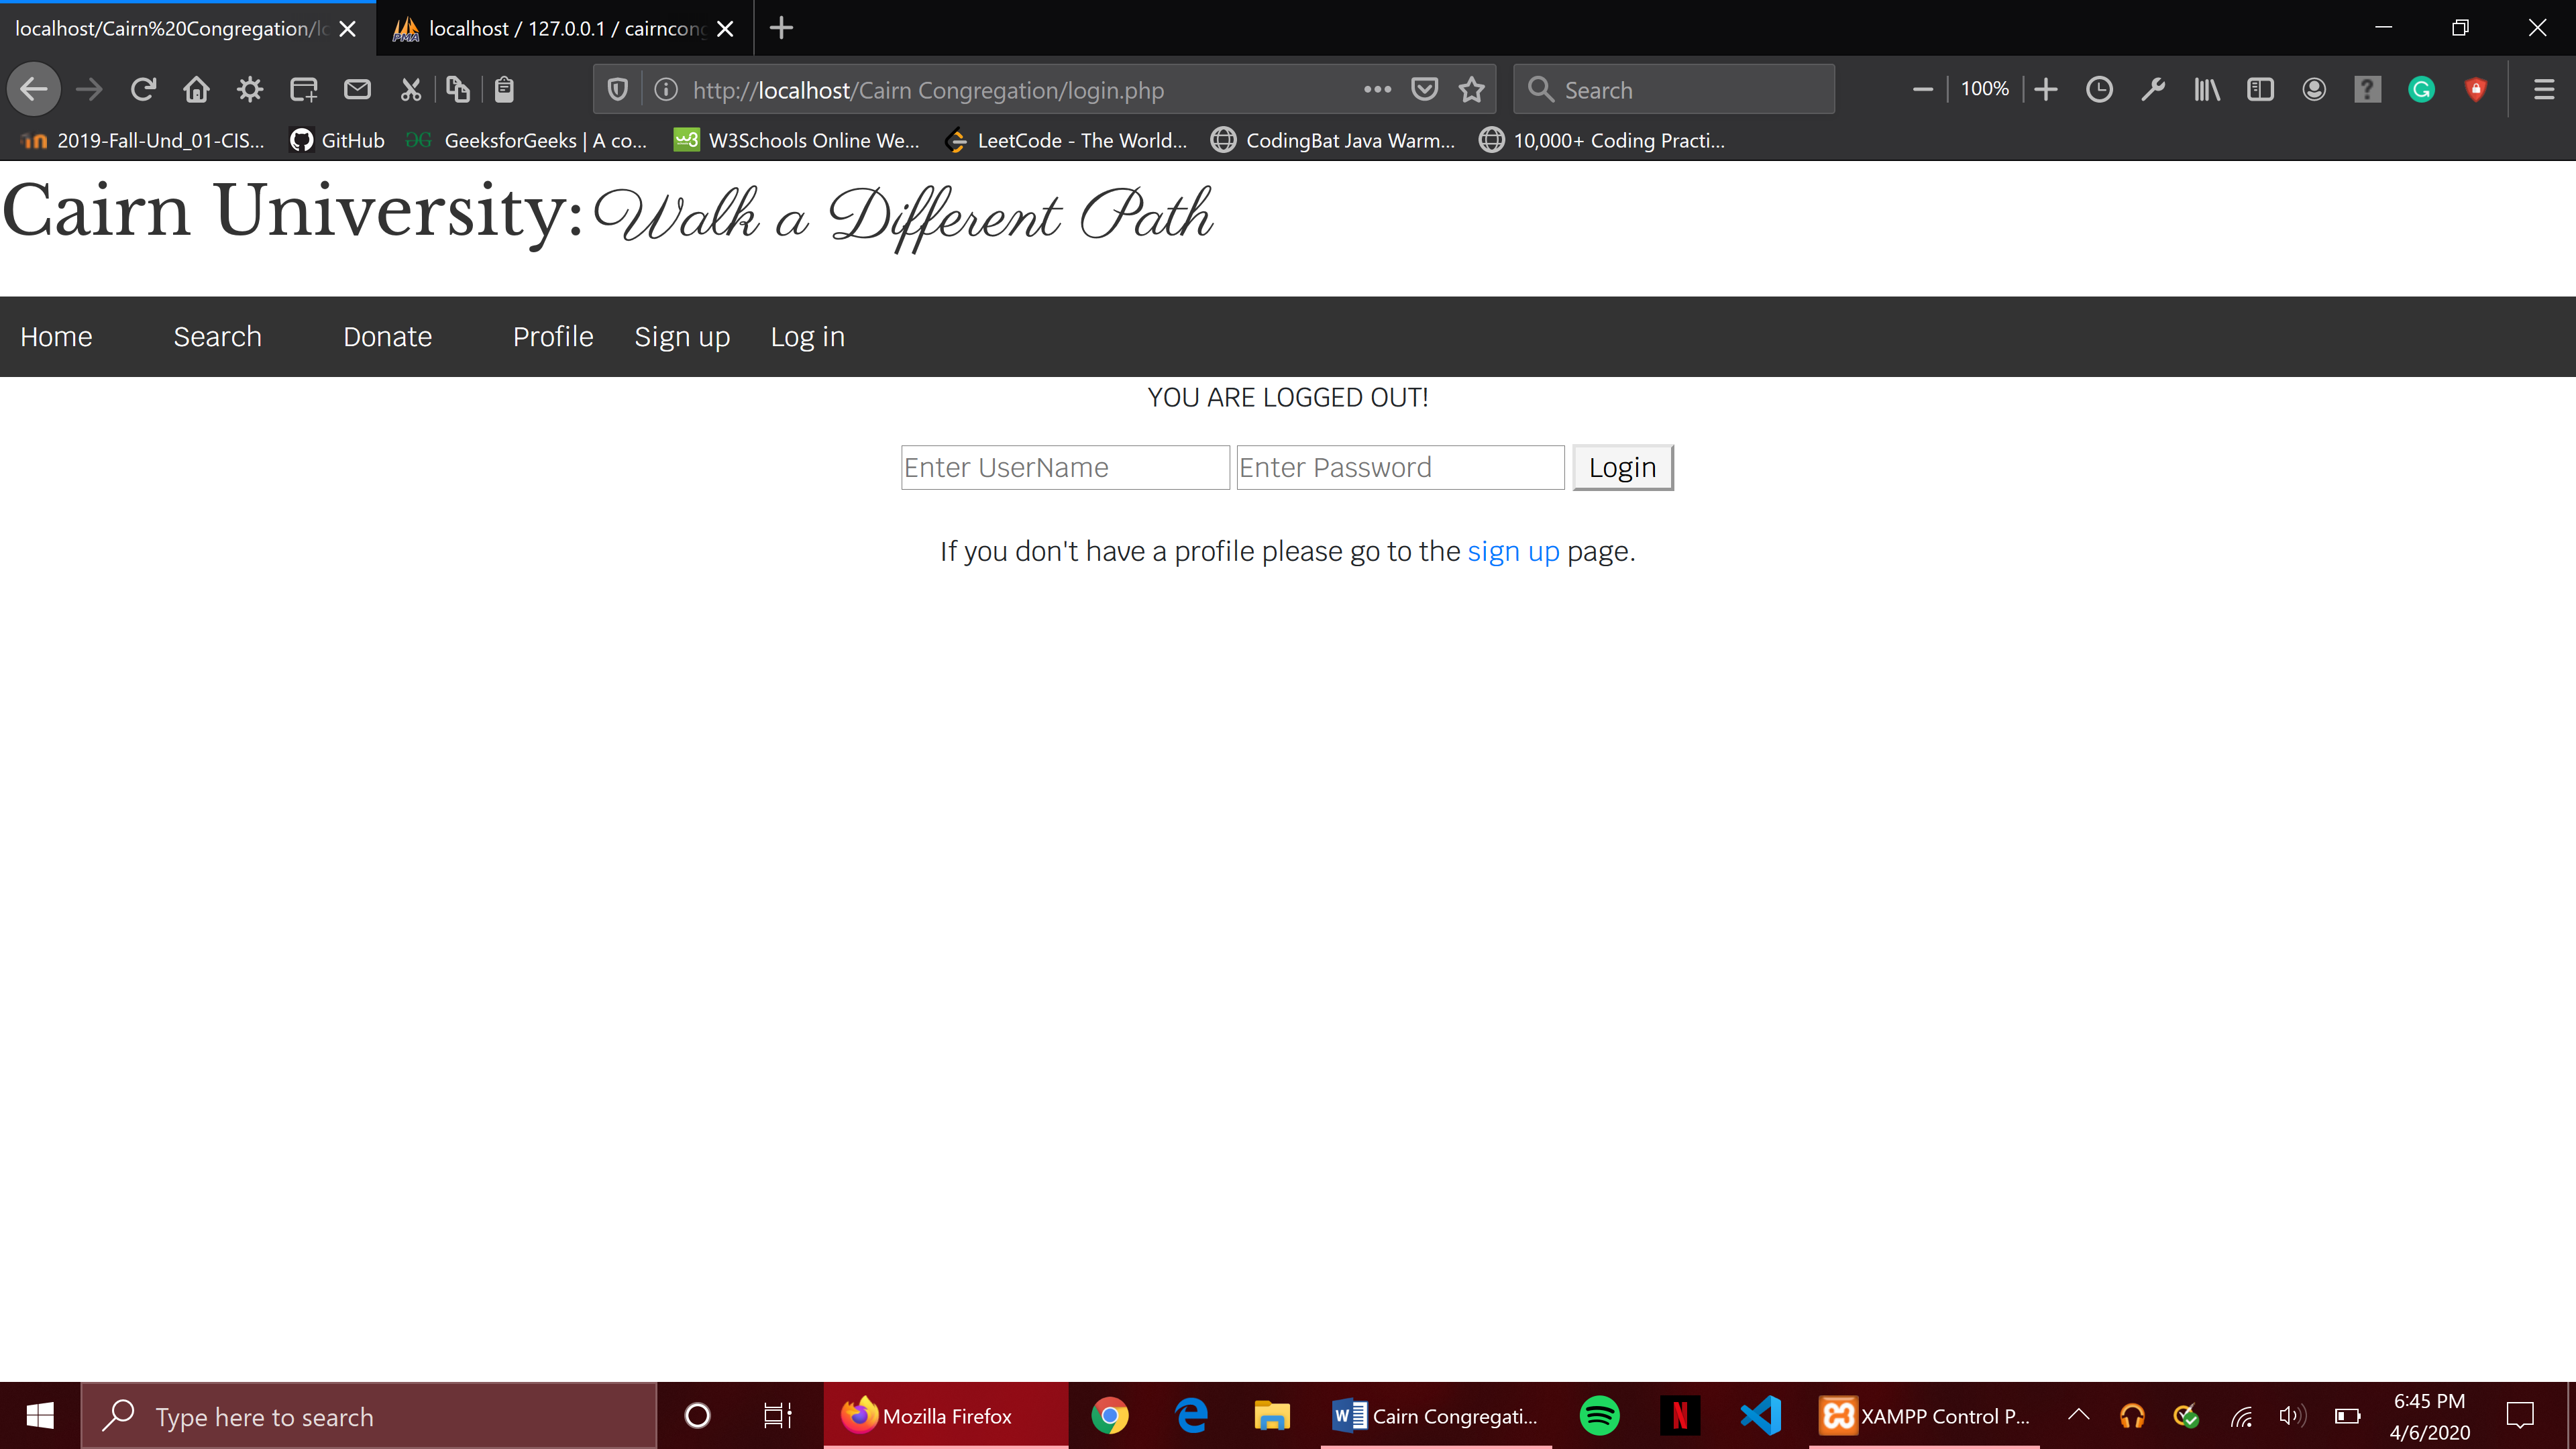 localhost/Cairn%20Congregation/lo
localhost / 127.0.0.1 / cairncong
http://localhost/Cairn Congregation/login.php
Search
100%
2019-Fall-Und_01-CIS...
GitHub
GeeksforGeeks | A co...
W3Schools Online We...
LeetCode - The World...
CodingBat Java Warm...
10,000+ Coding Practi...
Cairn University: Walk a Different Path
Home Search Donate Profile Sign up Log in
YOU ARE LOGGED OUT!
Enter UserName Enter Password Login
If you don't have a profile please go to the sign up page.
Type here to search
Mozilla Firefox
Cairn Congregati...
XAMPP Control P...
6:45 PM
4/6/2020